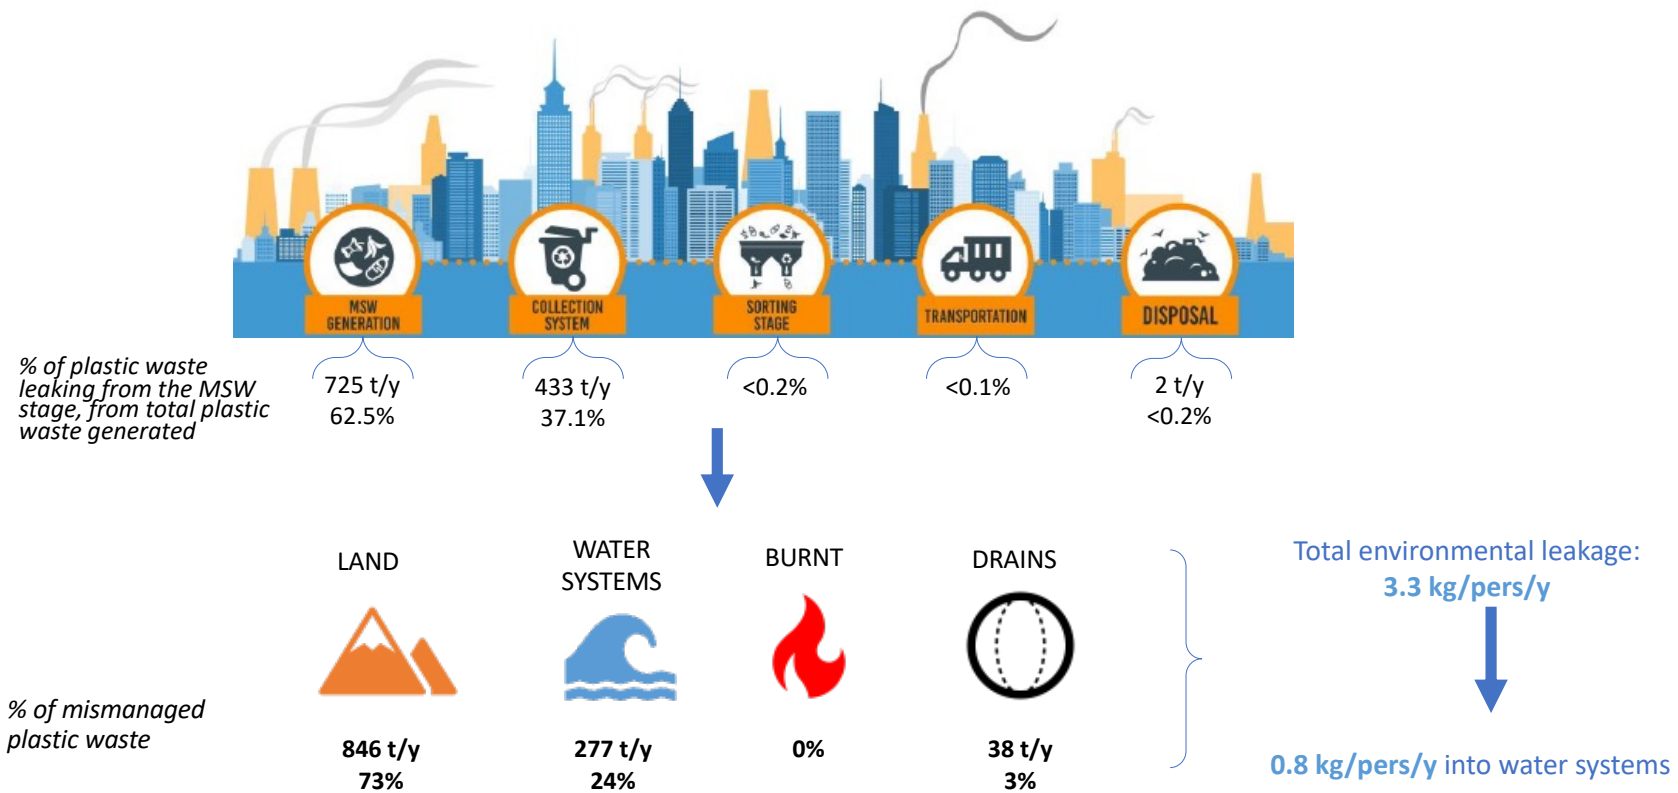 MSW
GENERATION
COLLECTION
SYSTEM
SORTING
STAGE
TRANSPORTATION
DISPOSAL
% of plastic waste
leaking from the MSW
stage, from total plastic
waste generated
725 t/y
62.5%
433 t/y
37.1%
<0.2%
<0.1%
2 t/y
<0.2%
LAND
WATER
SYSTEMS
BURNT
DRAINS
Total environmental leakage:
3.3 kg/pers/y
% of mismanaged
plastic waste
846 t/y
73%
277 t/y
24%
0%
38 t/y
3%
0.8 kg/pers/y into water systems